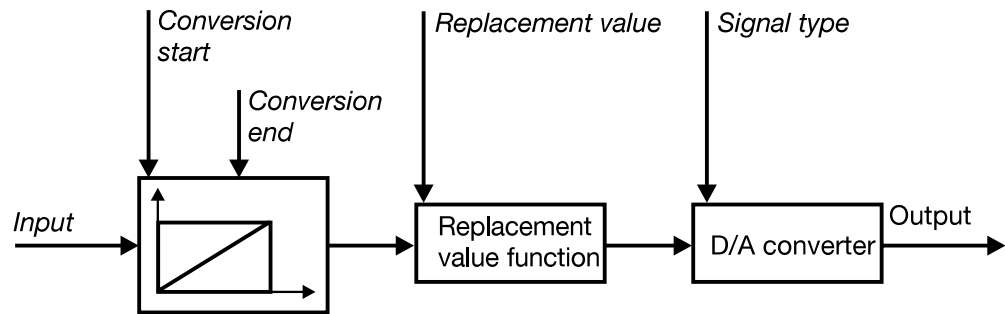 Conversion
start
Replacement value
Signal type
Conversion
end
Input
Replacement
value function
D/A converter
Output